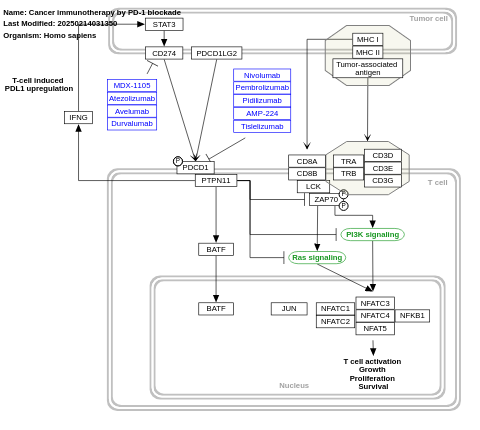 Name: Cancer immunotherapy by PD-1 blockade
Last Modified: 20250214031350
Organism: Homo sapiens
Tumor cell
STAT3
CD274
PDCD1LG2
MHC I
MHC II
Tumor-associated
antigen
T-cell induced
PDL1 upregulation
MDX-1105
Atezolizumab
Avelumab
Durvalumab
Nivolumab
Pembrolizumab
Pidilizumab
AMP-224
Tislelizumab
IFNG
P
PDCD1
PTPN11
CD8A
CD8B
LCK
ZAP70
P
P
TRA
TRB
CD3D
CD3E
CD3G
T cell
PI3K signaling
Ras signaling
BATF
BATF
JUN
NFATC1
NFATC2
NFATC3
NFATC4
NFAT5
NFKB1
T cell activation
Growth
Proliferation
Survival
Nucleus